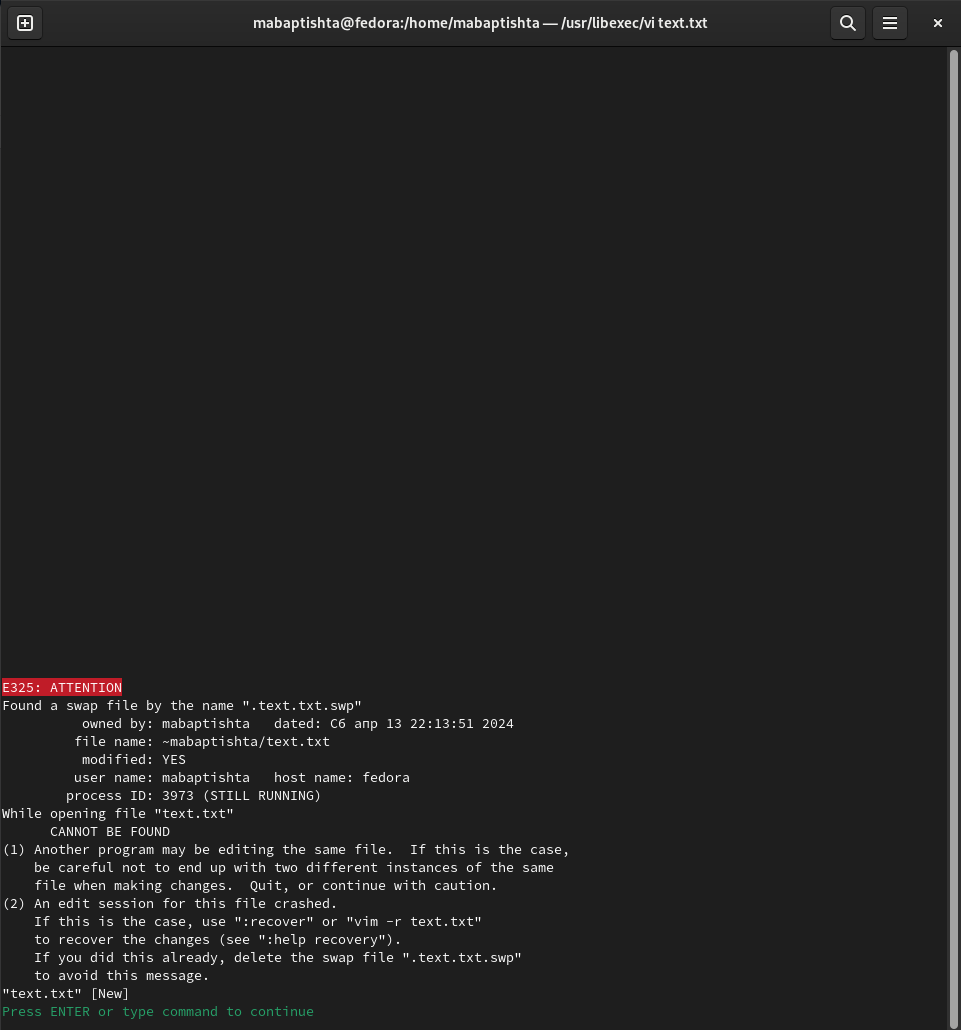 mabaptishta@fedora:/home/mabaptishta — /usr/libexec/vi text.txt
E325: ATTENTION
Found a swap file by the name ".text.txt.swp"
          owned by: mabaptishta   dated: Сб апр 13 22:13:51 2024
         file name: ~mabaptishta/text.txt
          modified: YES
         user name: mabaptishta   host name: fedora
        process ID: 3973 (STILL RUNNING)
While opening file "text.txt"
      CANNOT BE FOUND
(1) Another program may be editing the same file.  If this is the case,
    be careful not to end up with two different instances of the same
    file when making changes.  Quit, or continue with caution.
(2) An edit session for this file crashed.
    If this is the case, use ":recover" or "vim -r text.txt"
    to recover the changes (see ":help recovery").
    If you did this already, delete the swap file ".text.txt.swp"
    to avoid this message.
"text.txt" [New]
Press ENTER or type command to continue